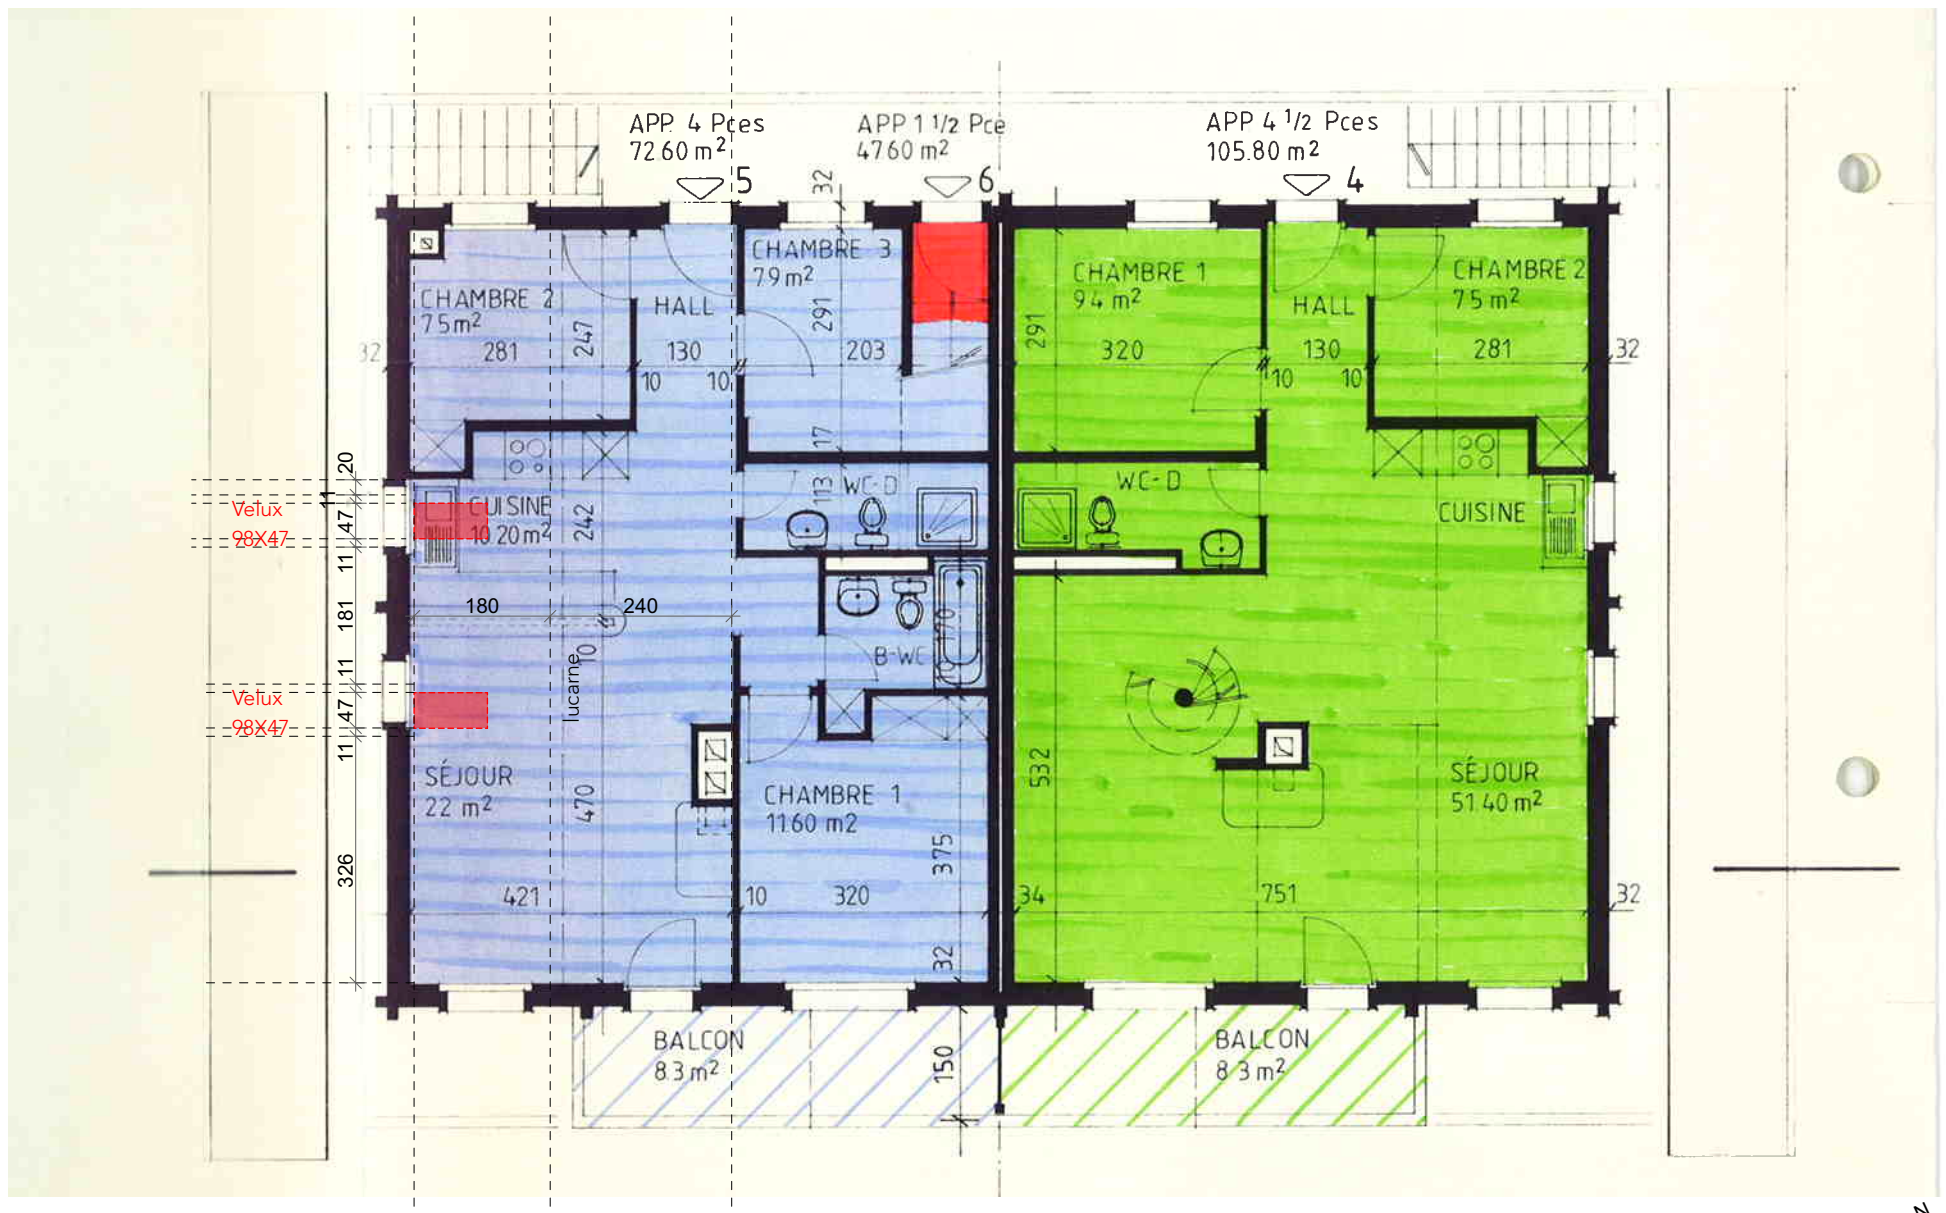 APP. 4 Pces
72.60 m²
5
APP 1 1/2 Pce
47.60 m²
6
APP 4 1/2 Pces
105.80 m²
4
32
CHAMBRE 2
7.5 m²
281
247
32
HALL
130
10
10
CHAMBRE 3
7.9 m²
291
203
17
CHAMBRE 1
9.4 m²
291
320
HALL
130
10
10
CHAMBRE 2
7.5 m²
281
32
20
11
47
11
181
11
47
11
326
Velux
98X47
Velux
98X47
CUISINE
10.20 m²
242
113
WC-D
WC-D
CUISINE
180
240
10
lucarne
B-WC
170
10
SÉJOUR
22 m²
470
421
CHAMBRE 1
11.60 m2
375
10
320
32
532
34
751
SÉJOUR
51.40 m²
32
BALCON
8.3 m²
150
BALCON
8.3 m²
N